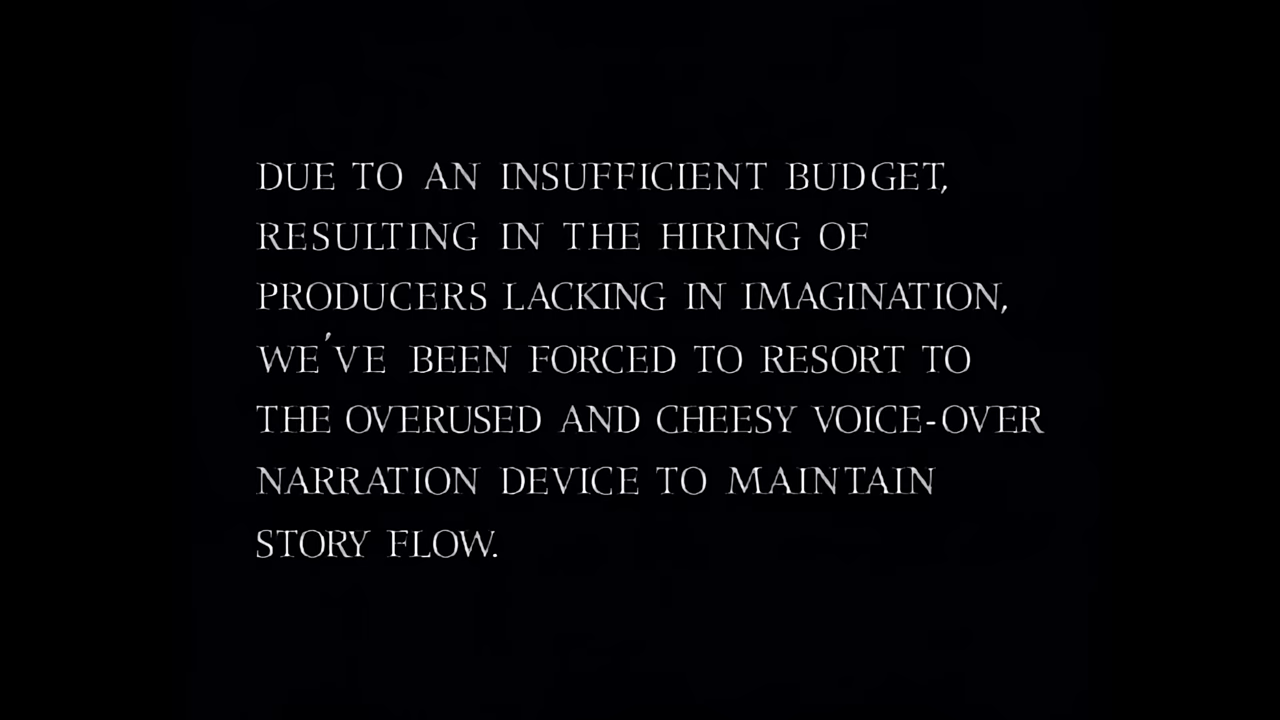 DUE TO AN INSUFFICIENT BUDGET,
RESULTING IN THE HIRING OF
PRODUCERS LACKING IN IMAGINATION,
WE'VE BEEN FORCED TO RESORT TO
THE OVERUSED AND CHEESY VOICE-OVER
NARRATION DEVICE TO MAINTAIN
STORY FLOW.